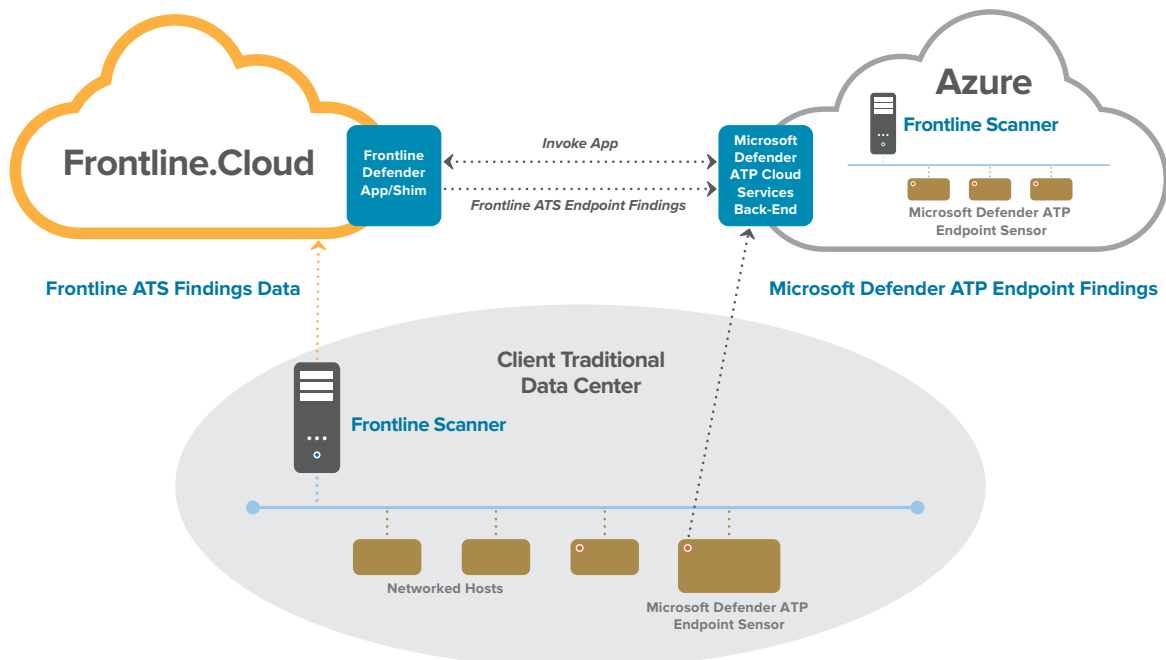 Frontline.Cloud
Frontline
Defender
App/Shim
Invoke App
Frontline ATS Endpoint Findings
Microsoft
Defender
ATP Cloud
Services
Back-End
Azure
Frontline Scanner
Microsoft Defender ATP
Endpoint Sensor
Frontline ATS Findings Data
Microsoft Defender ATP Endpoint Findings
Client Traditional
Data Center
Frontline Scanner
Networked Hosts
Microsoft Defender ATP
Endpoint Sensor